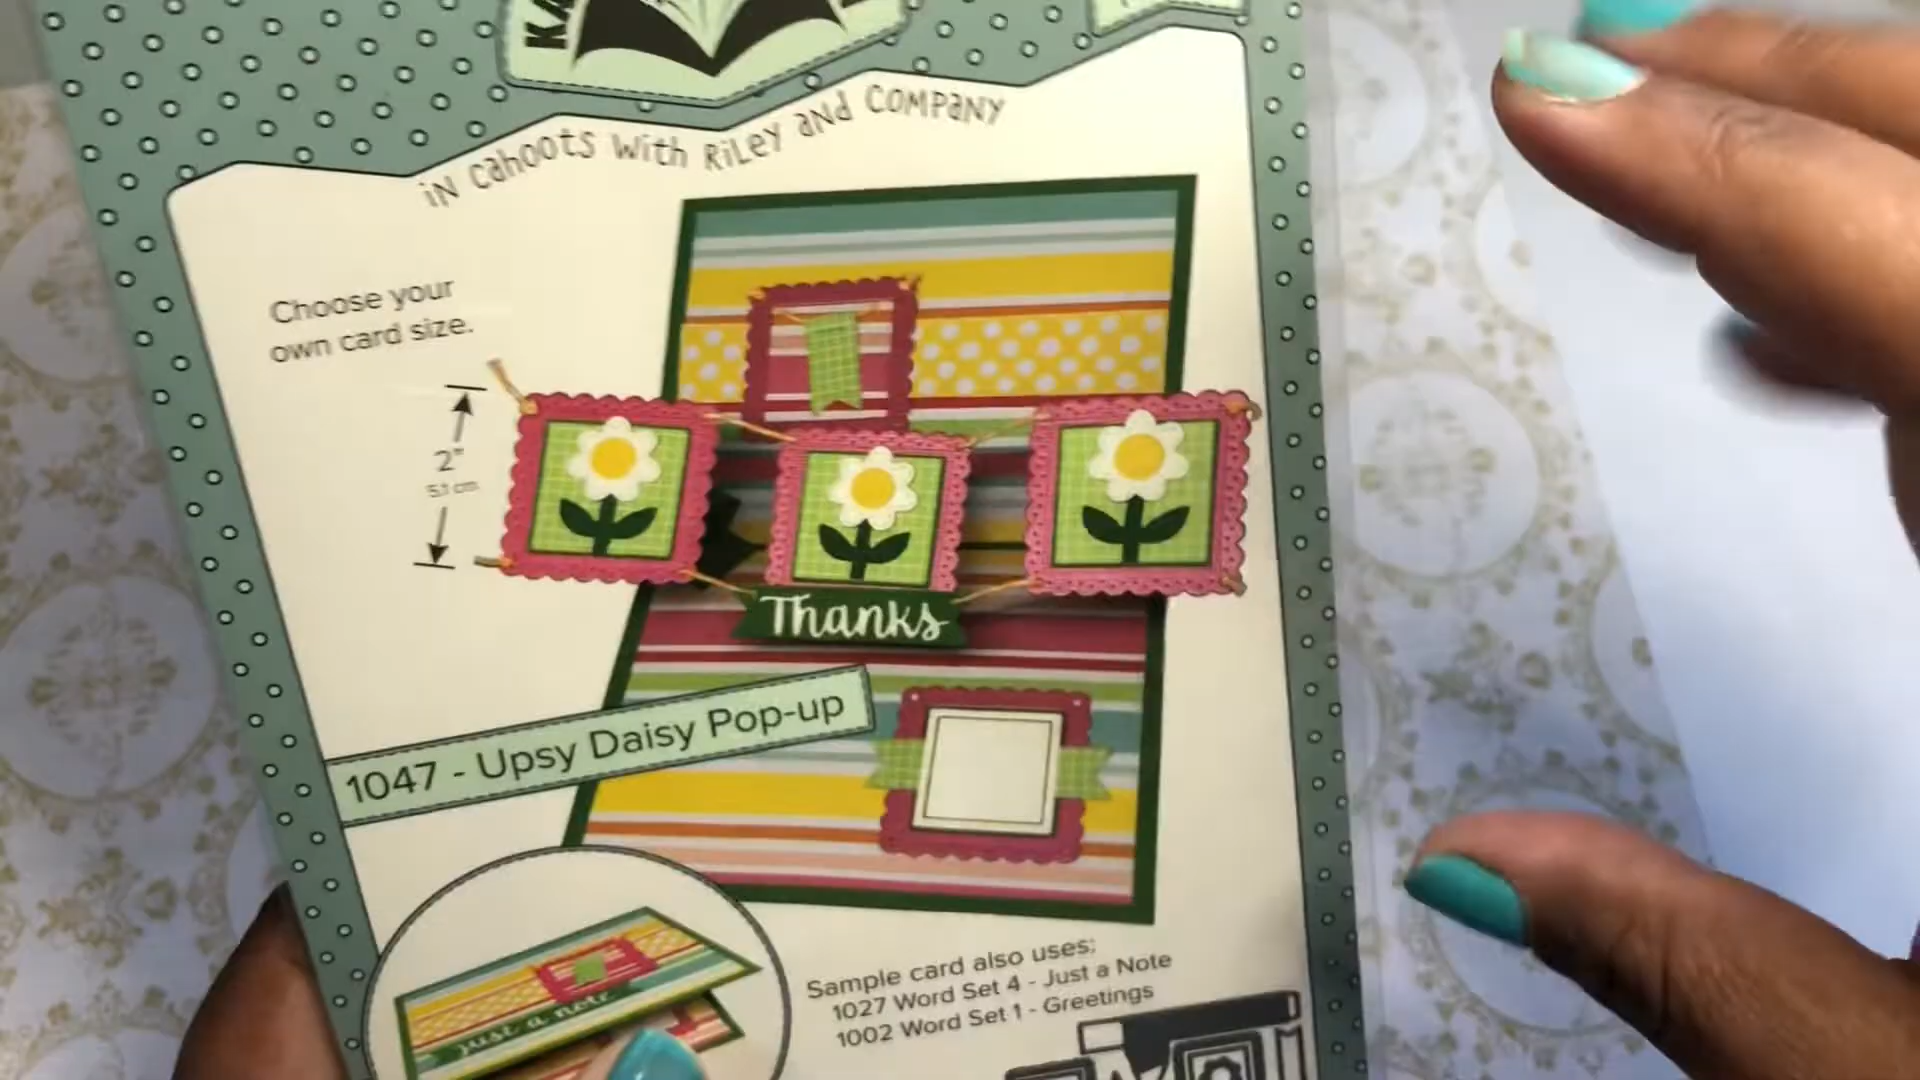 KA
iN cahoots with RiLey aNd COMPaNY
Choose your
own card size.
2"
5.1 cm
Thanks
1047 - Upsy Daisy Pop-up
just a note
Sample card also uses:
1027 Word Set 4 - Just a Note
1002 Word Set 1 - Greetings